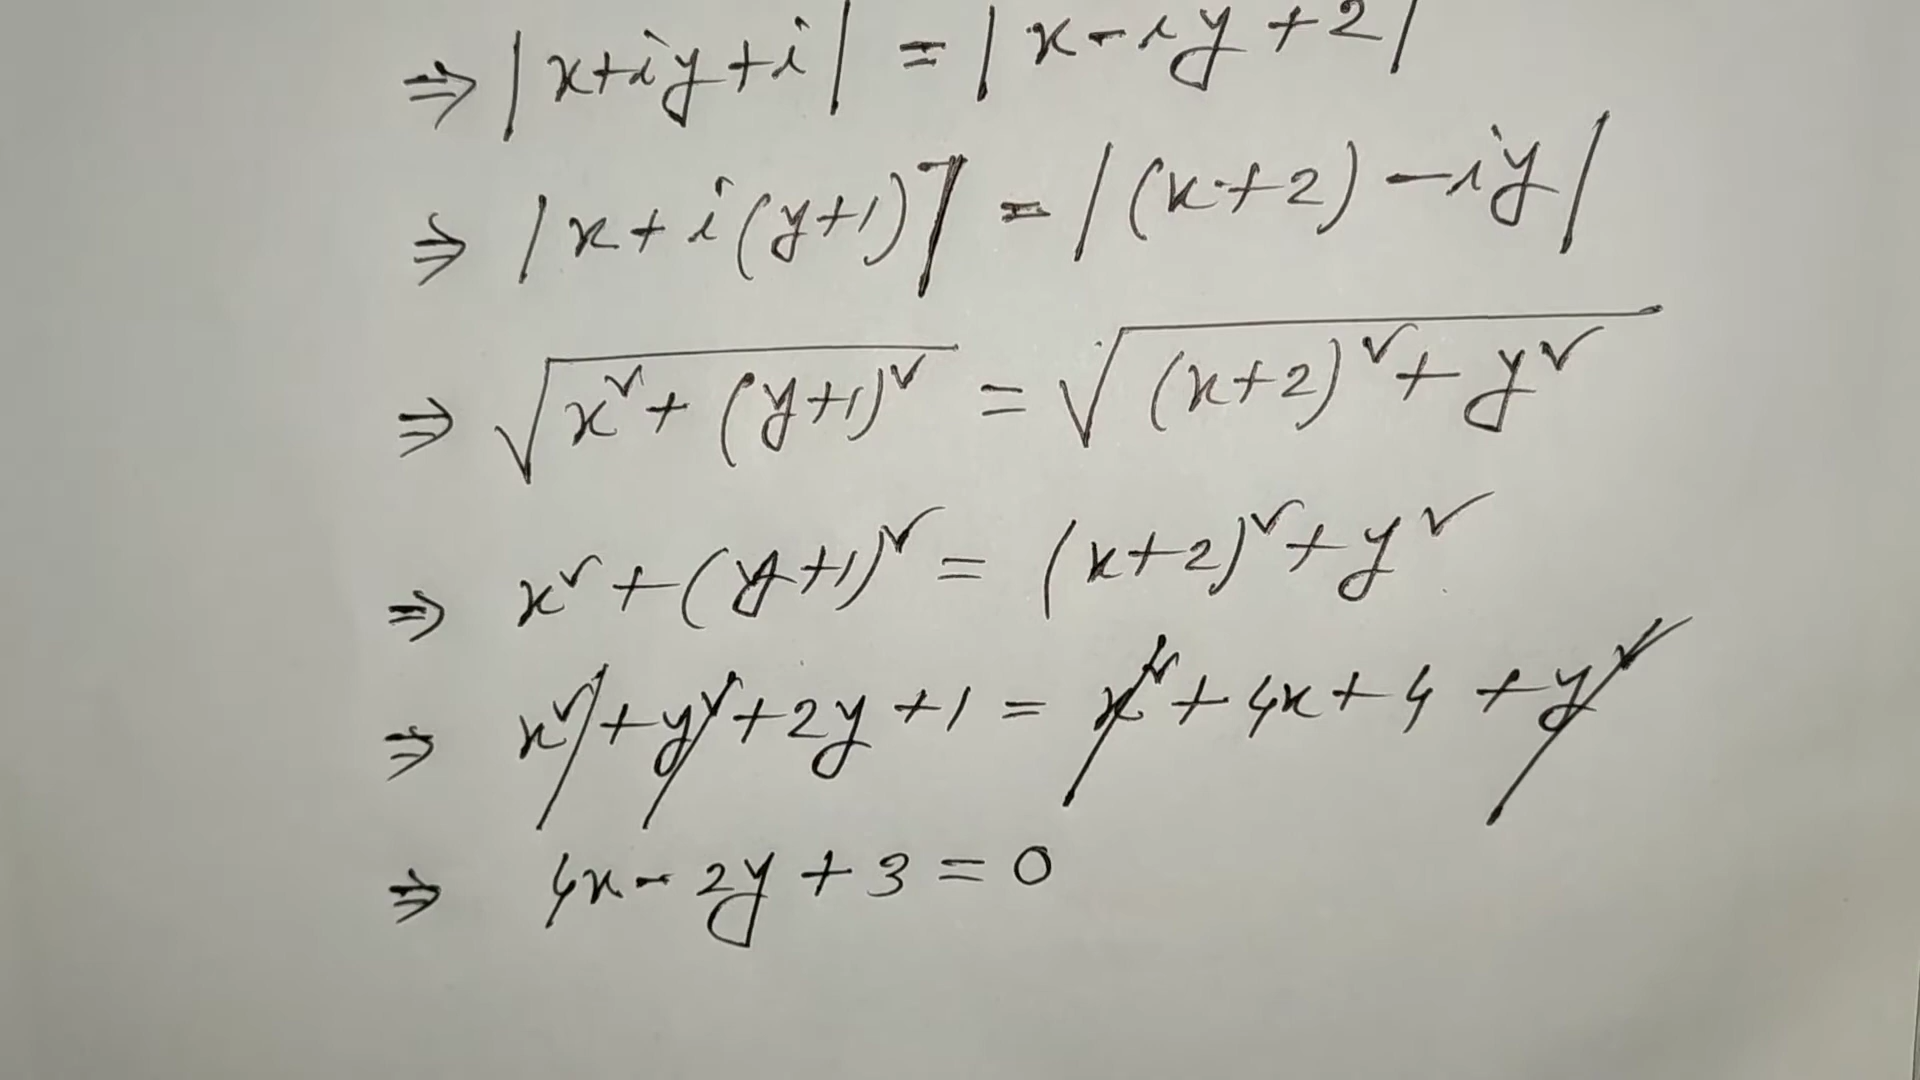 ⇒ |x+iy+i| = |x-iy+2|
⇒ |x+i(y+1)| = |(x+2)-iy|
⇒ √(x²+(y+1)²) = √((x+2)²+y²)
⇒ x²+(y+1)² = (x+2)²+y²
⇒ x²+y²+2y+1 = x²+4x+4+y²
⇒ 4x-2y+3=0